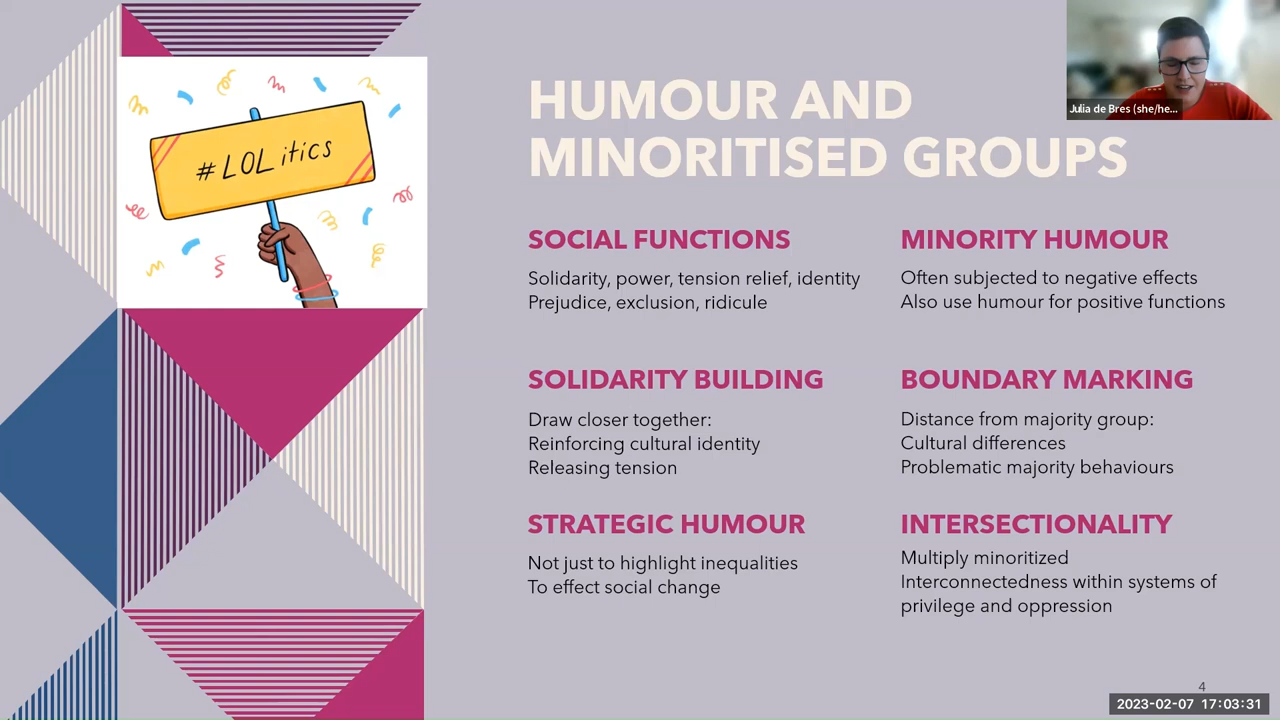 #LOLitics
Julia de Bres (she/he...
HUMOUR AND
MINORITISED GROUPS
SOCIAL FUNCTIONS
Solidarity, power, tension relief, identity
Prejudice, exclusion, ridicule
MINORITY HUMOUR
Often subjected to negative effects
Also use humour for positive functions
SOLIDARITY BUILDING
Draw closer together:
Reinforcing cultural identity
Releasing tension
BOUNDARY MARKING
Distance from majority group:
Cultural differences
Problematic majority behaviours
STRATEGIC HUMOUR
Not just to highlight inequalities
To effect social change
INTERSECTIONALITY
Multiply minoritized
Interconnectedness within systems of
privilege and oppression
4
2023-02-07 17:03:31